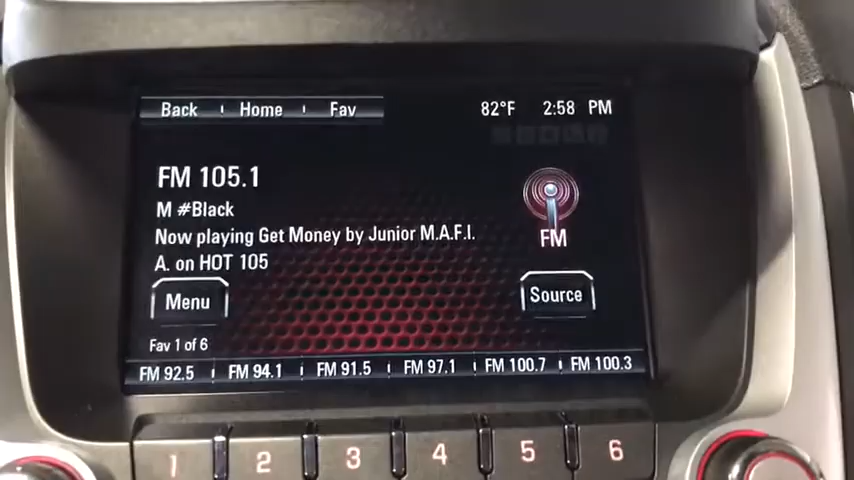 Back Home Fav 82°F 2:58 PM
FM 105.1
M #Black
Now playing Get Money by Junior M.A.F.I.
A. on HOT 105
FM
Menu
Source
Fav 1 of 6
FM 92.5 FM 94.1 FM 91.5 FM 97.1 FM 100.7 FM 100.3
1 2 3 4 5 6